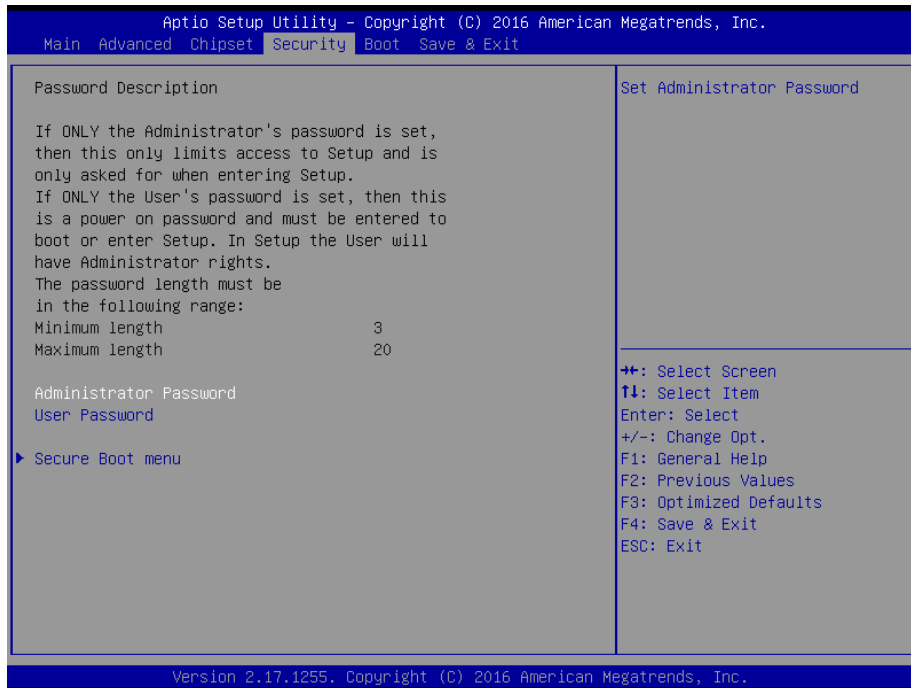 Aptio Setup Utility – Copyright (C) 2016 American Megatrends, Inc.
Main Advanced Chipset Security Boot Save & Exit
Password Description
If ONLY the Administrator's password is set,
then this only limits access to Setup and is
only asked for when entering Setup.
If ONLY the User's password is set, then this
is a power on password and must be entered to
boot or enter Setup. In Setup the User will
have Administrator rights.
The password length must be
in the following range:
Minimum length 3
Maximum length 20
Administrator Password
User Password
Secure Boot menu
Set Administrator Password
→←: Select Screen
↑↓: Select Item
Enter: Select
+/-: Change Opt.
F1: General Help
F2: Previous Values
F3: Optimized Defaults
F4: Save & Exit
ESC: Exit
Version 2.17.1255. Copyright (C) 2016 American Megatrends, Inc.